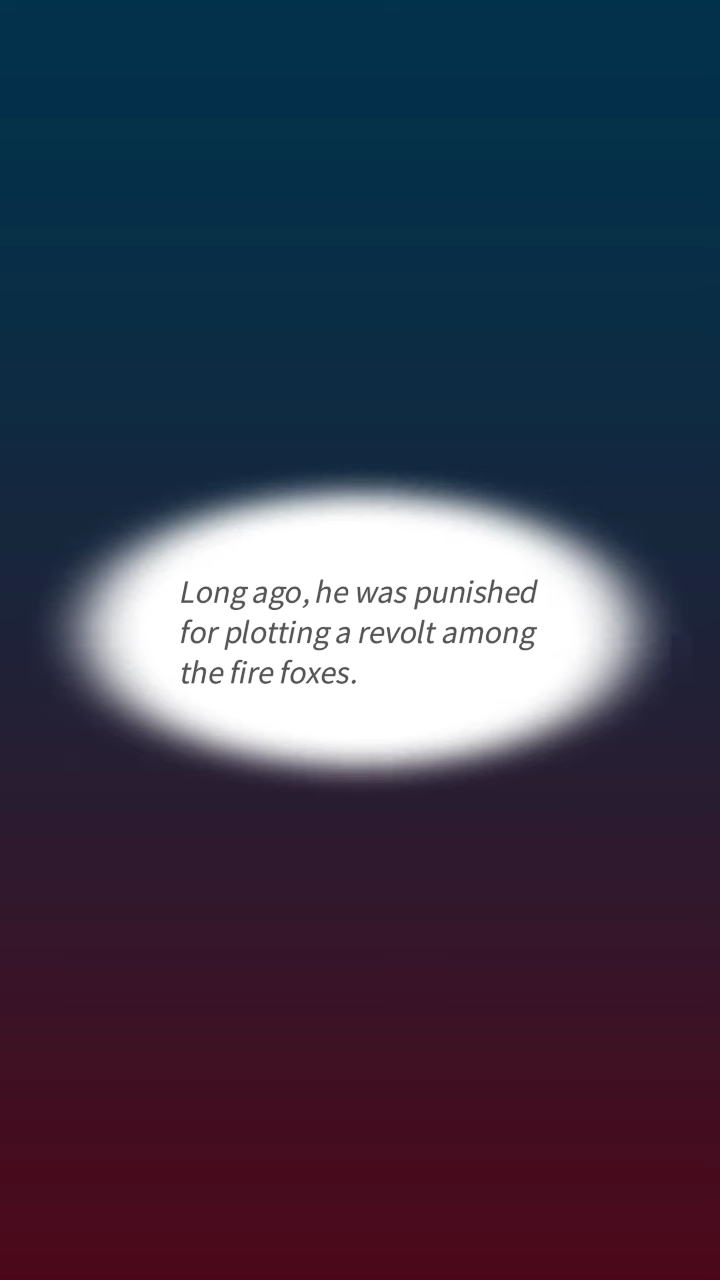 Long ago, he was punished
for plotting a revolt among
the fire foxes.